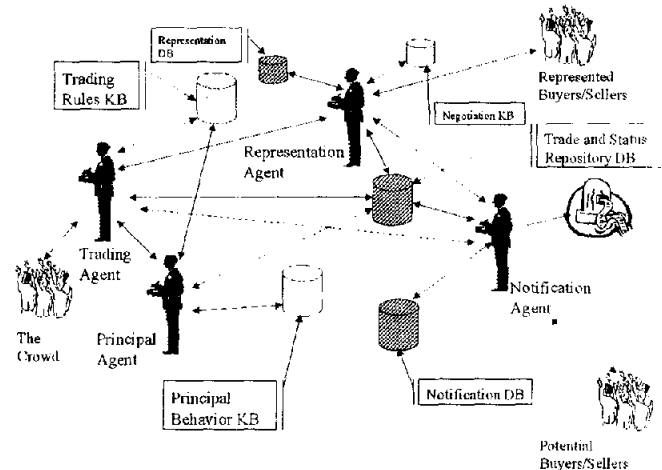 Representation
DB
Trading
Rules KB
Represented
Buyers/Sellers
Negotiation KB
Representation
Agent
Trade and Status
Repository DB
Trading
Agent
Notification
Agent
The
Crowd
Principal
Agent
Principal
Behavior KB
Notification DB
Potential
Buyers/Sellers